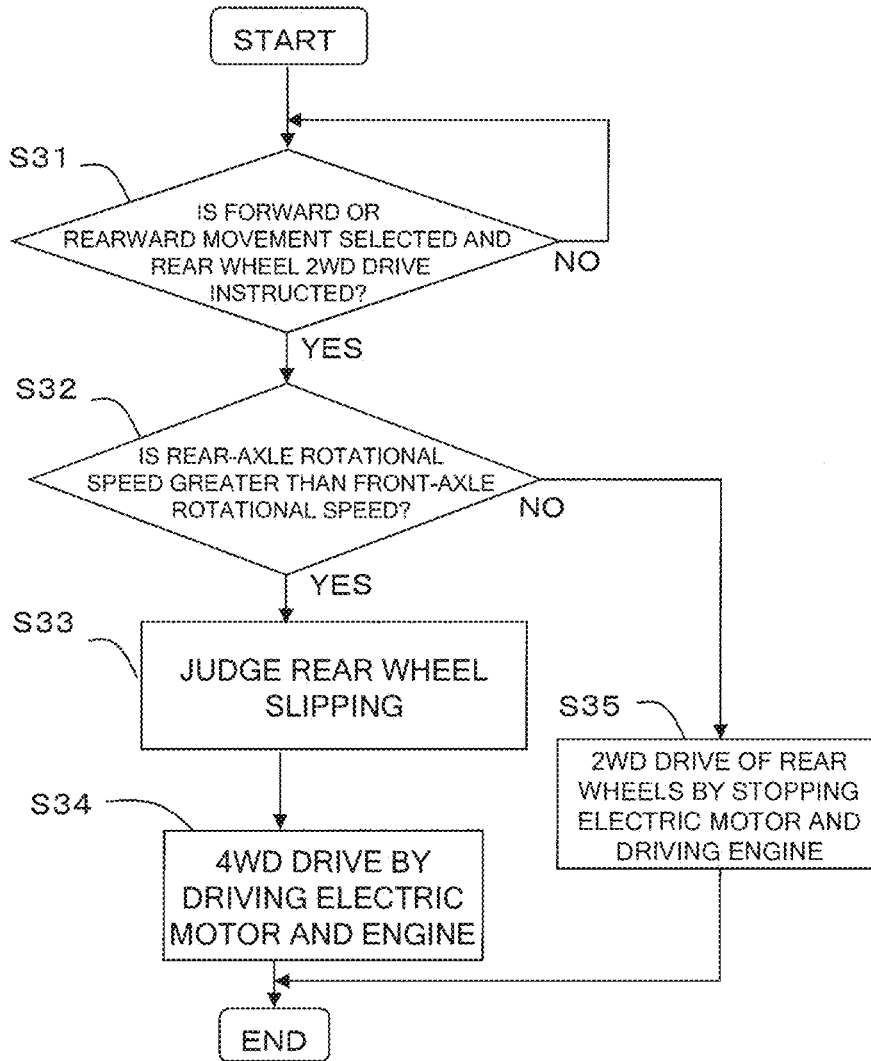 START
S31
IS FORWARD OR
REARWARD MOVEMENT SELECTED AND
REAR WHEEL 2WD DRIVE
INSTRUCTED?
NO
YES
S32
IS REAR-AXLE ROTATIONAL
SPEED GREATER THAN FRONT-AXLE
ROTATIONAL SPEED?
NO
YES
S33
JUDGE REAR WHEEL
SLIPPING
S35
2WD DRIVE OF REAR
WHEELS BY STOPPING
ELECTRIC MOTOR AND
DRIVING ENGINE
S34
4WD DRIVE BY
DRIVING ELECTRIC
MOTOR AND ENGINE
END